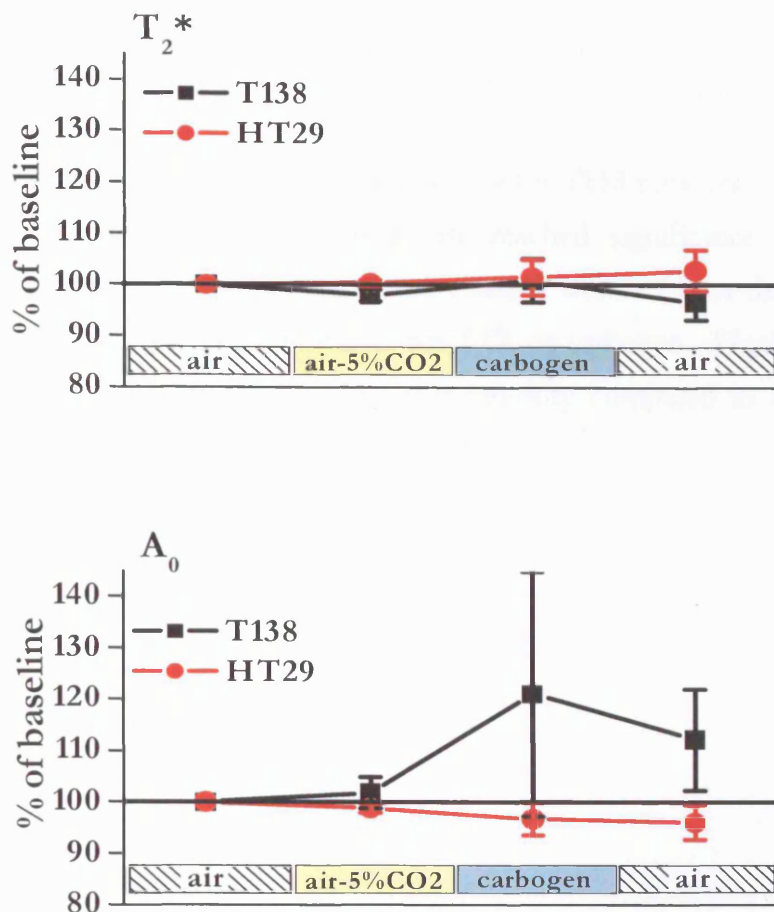 T2*
% of baseline
140
130
120
110
100
90
80
T138
HT29
air
air-5%CO2
carbogen
air
A0
% of baseline
140
130
120
110
100
90
80
T138
HT29
air
air-5%CO2
carbogen
air